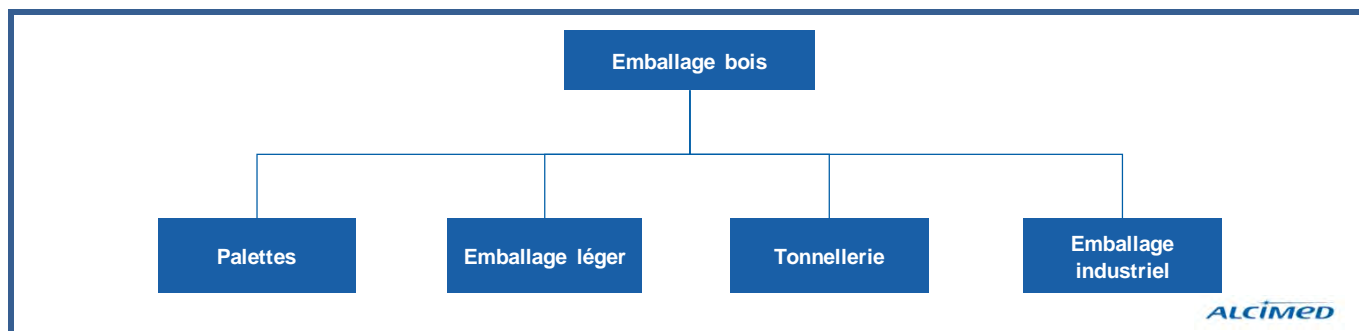 Emballage bois
Palettes
Emballage léger
Tonnellerie
Emballage
industriel
ALCIMED